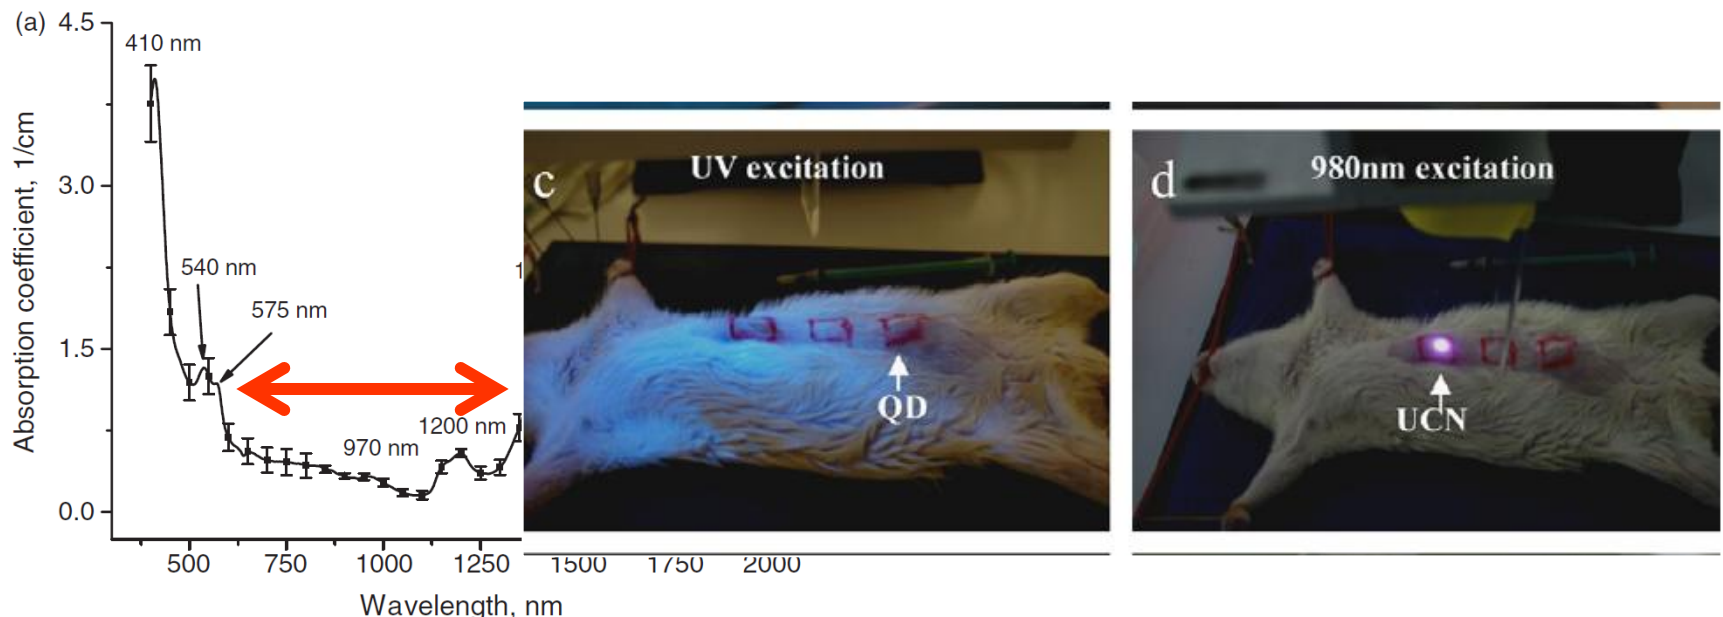 (a)
4.5
3.0
1.5
0.0
Absorption coefficient, 1/cm
410 nm
540 nm
575 nm
970 nm
1200 nm
1
500 750 1000 1250 1500 1750 2000
Wavelength, nm
c
UV excitation
QD
d
980nm excitation
UCN